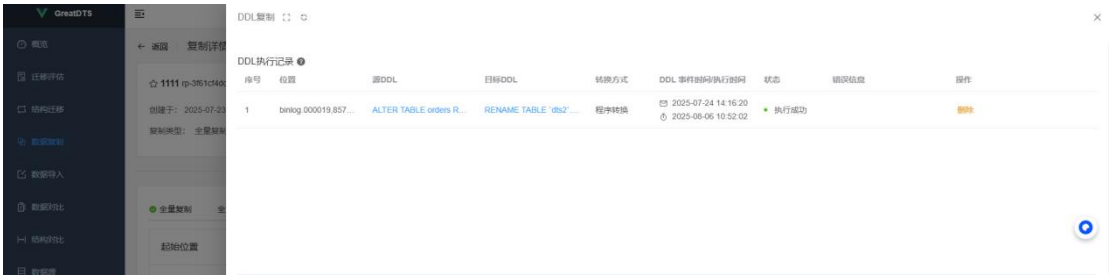 GreatDTS
概览
迁移评估
结构迁移
数据复制
数据导入
数据对比
结构对比
数据源
← 返回 复制详情
1111 rp-3f61cf4dc
创建于: 2025-07-23
复制类型: 全量复制
全量复制 全
起始位置
DDL复制
DDL执行记录
序号 位置 源DDL 目标DDL 转换方式 DDL 事件时间/执行时间 状态 错误信息 操作
1 binlog.000019,857... ALTER TABLE orders R... RENAME TABLE `dts2`.... 程序转换 2025-07-24 14:16:20 执行成功 删除
2025-08-06 10:52:02